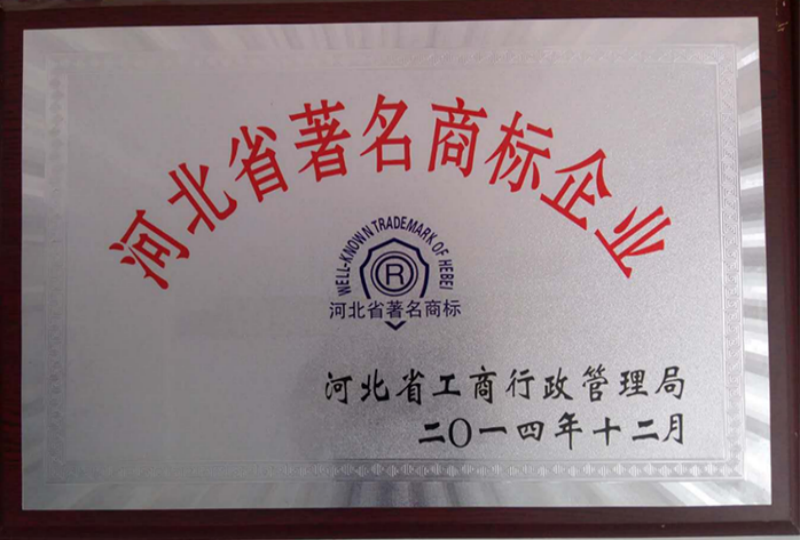 河北省著名商标企业
WELL-KNOWN TRADEMARK OF HEBEI
R
河北省著名商标
河北省工商行政管理局
二〇一四年十二月